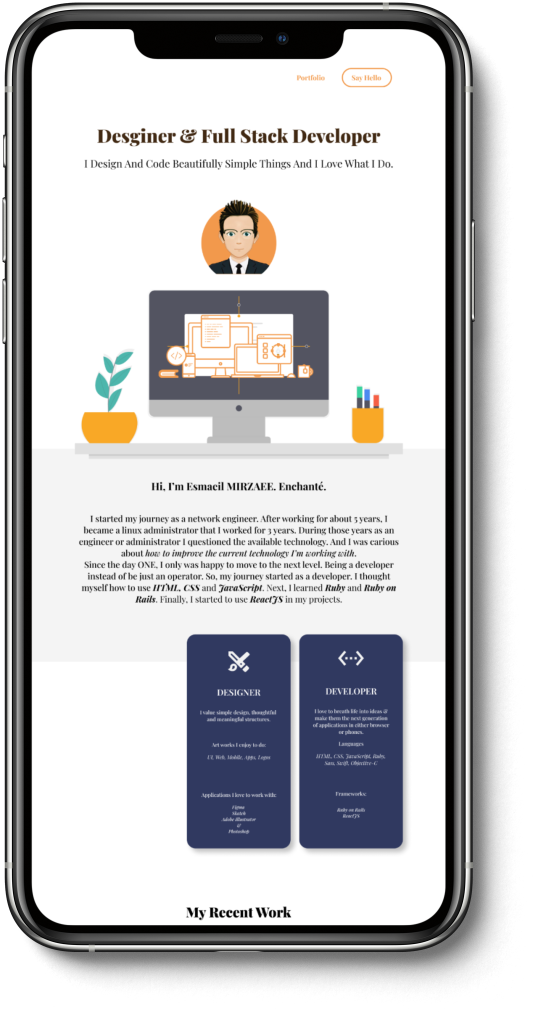 Portfolio
Say Hello
Desginer & Full Stack Developer
I Design And Code Beautifully Simple Things And I Love What I Do.
Hi, I'm Esmaeil MIRZAEE. Enchanté.
I started my journey as a network engineer. After working for about 5 years, I
became a linux administrator that I worked for 3 years. During those years as an
engineer or administrator I questioned the available technology. And I was carious
about how to improve the current technology I'm working with.
Since the day ONE, I only was happy to move to the next level. Being a developer
instead of be just an operator. So, my journey started as a developer. I thought
myself how to use HTML, CSS and JavaScript. Next, I learned Ruby and Ruby on
Rails. Finally, I started to use ReactJS in my projects.
DESIGNER
I value simple design, thoughtful
and meaningful structures.
Art works I enjoy to do:
UI, Web, Mobile, Apps, Logos
Applications I love to work with:
Figma
Sketch
Adobe Illustrator
&
Photoshop
DEVELOPER
I love to breath life into ideas &
make them the next generation
of applications in either browser
or phones.
Languages
HTML, CSS, JavaScript, Ruby,
Sass, Swift, Objective-C
Frameworks:
Ruby on Rails
ReactJS
My Recent Work